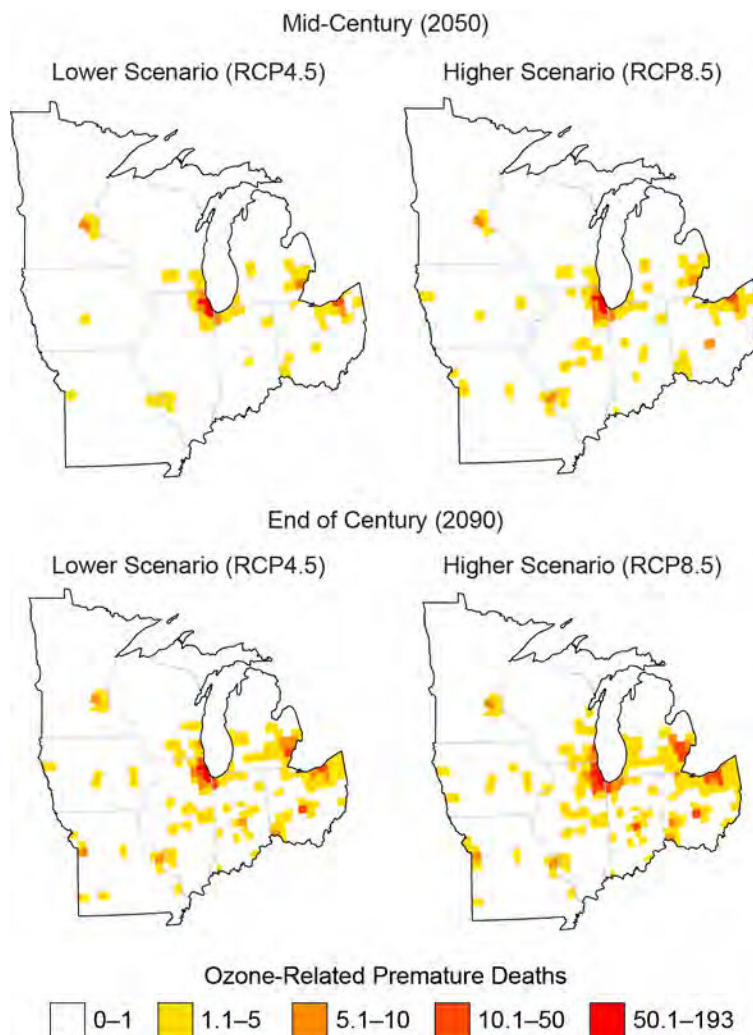 Mid-Century (2050)
Lower Scenario (RCP4.5)
Higher Scenario (RCP8.5)
End of Century (2090)
Lower Scenario (RCP4.5)
Higher Scenario (RCP8.5)
Ozone-Related Premature Deaths
0–1
1.1–5
5.1–10
10.1–50
50.1–193